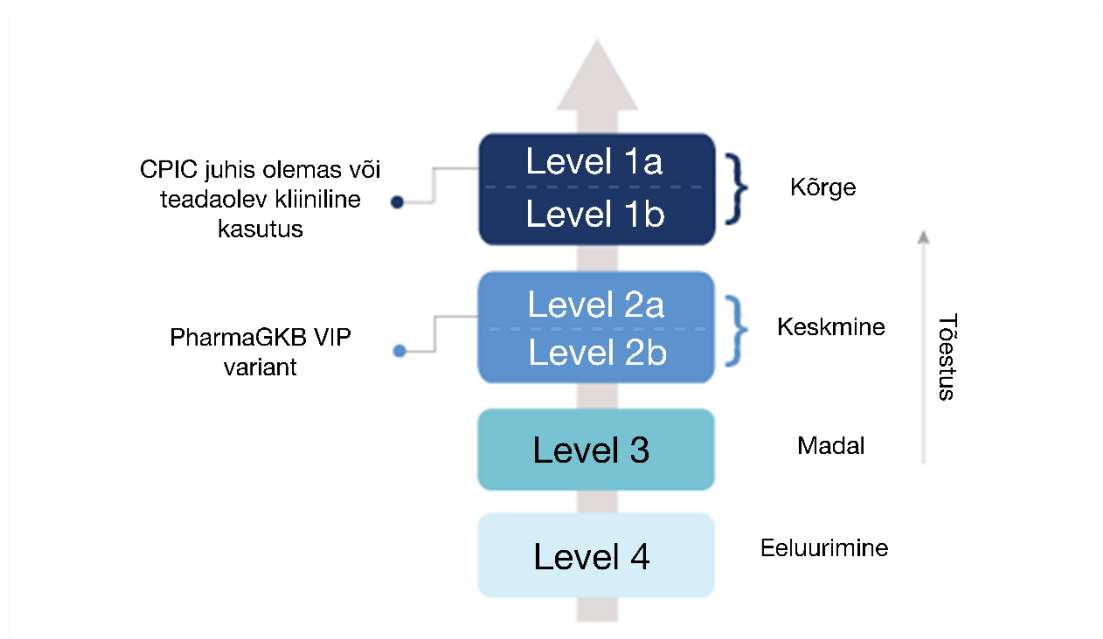 CPIC juhis olemas või
teadaolev kliiniline
kasutus
Level 1a
Level 1b
Kõrge
PharmaGKB VIP
variant
Level 2a
Level 2b
Keskmine
Level 3
Madal
Level 4
Eeluurimine
Tõestus